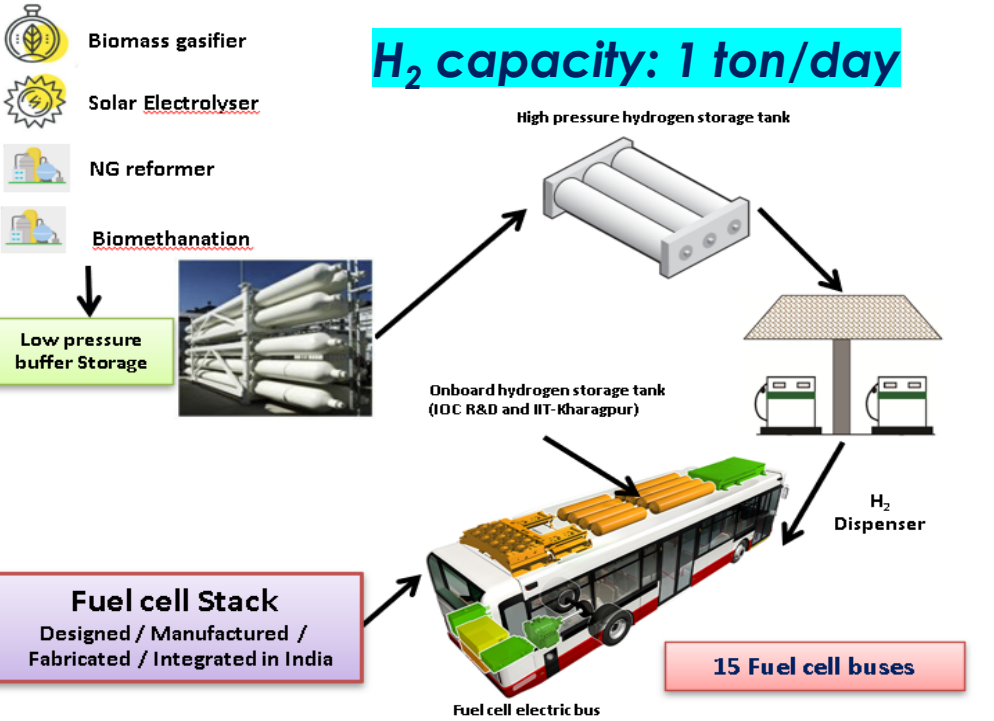 Biomass gasifier
H₂ capacity: 1 ton/day
Solar Electrolyser
High pressure hydrogen storage tank
NG reformer
Biomethanation
Low pressure
buffer Storage
Onboard hydrogen storage tank
(IOC R&D and IIT-Kharagpur)
H₂
Dispenser
Fuel cell Stack
Designed / Manufactured /
Fabricated / Integrated in India
15 Fuel cell buses
Fuel cell electric bus